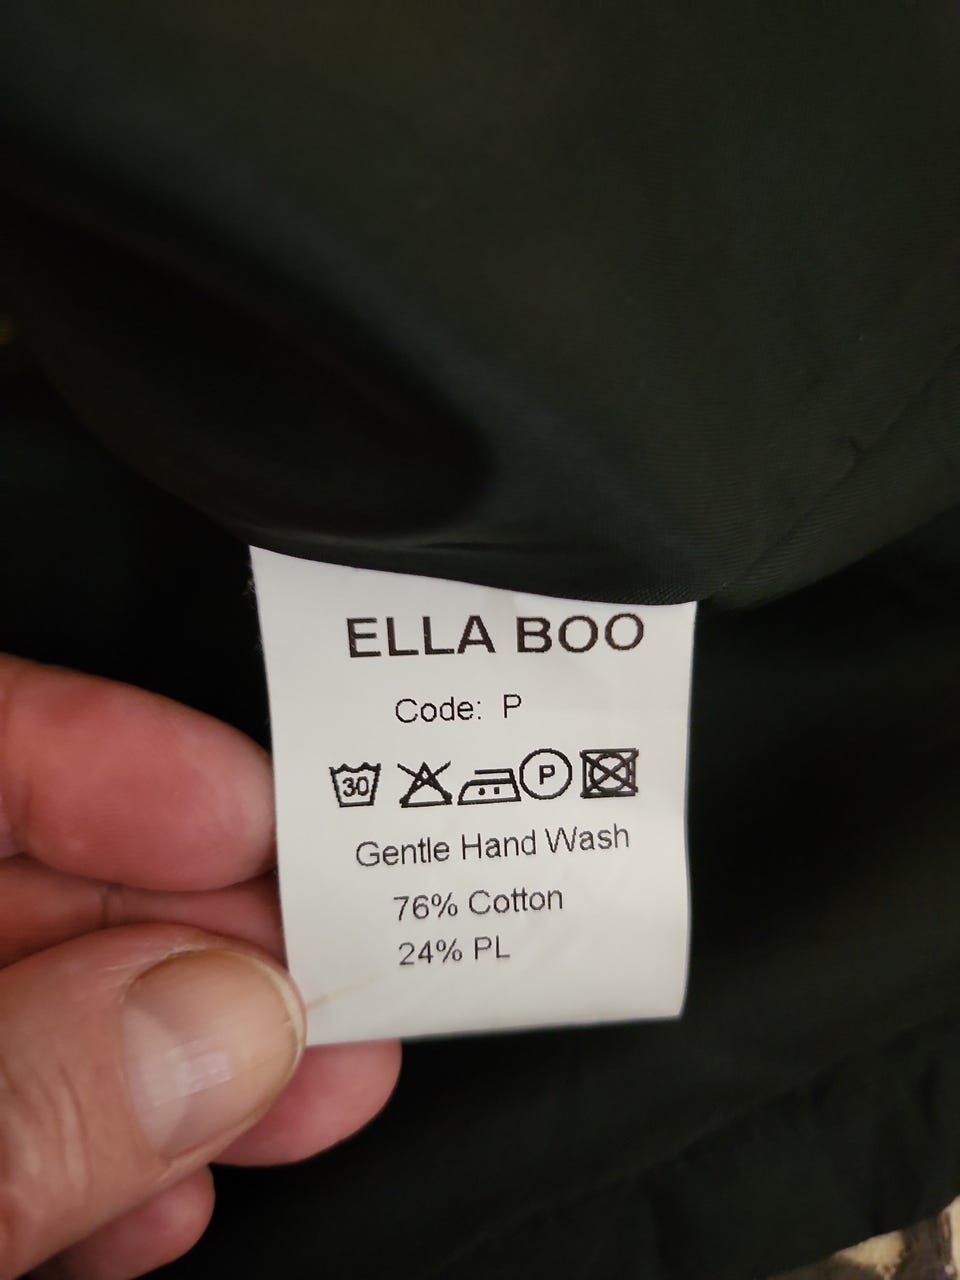 ELLA BOO
Code: P
30 P
Gentle Hand Wash
76% Cotton
24% PL